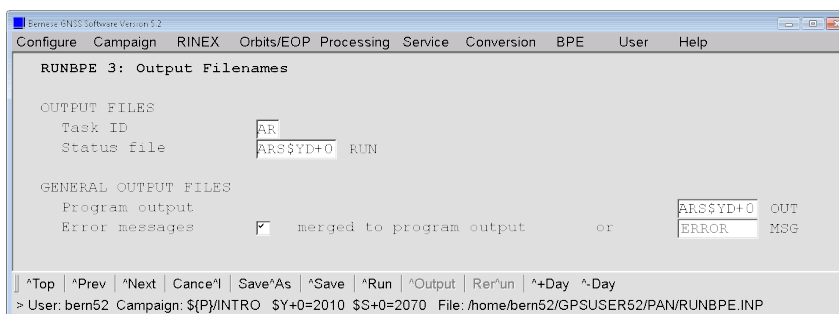 Bernese GNSS Software Version 5.2
Configure Campaign RINEX Orbits/EOP Processing Service Conversion BPE User Help
RUNBPE 3: Output Filenames
OUTPUT FILES
Task ID AR
Status file ARS$YD+0 RUN
GENERAL OUTPUT FILES
Program output ARS$YD+0 OUT
Error messages merged to program output or ERROR MSG
^Top | ^Prev | ^Next | Cance^l | Save^As | ^Save | ^Run | ^Output | Rer^un | ^+Day ^-Day
> User: bern52 Campaign: ${P}/INTRO $Y+0=2010 $S+0=2070 File: /home/bern52/GPSUSER52/PAN/RUNBPE.INP